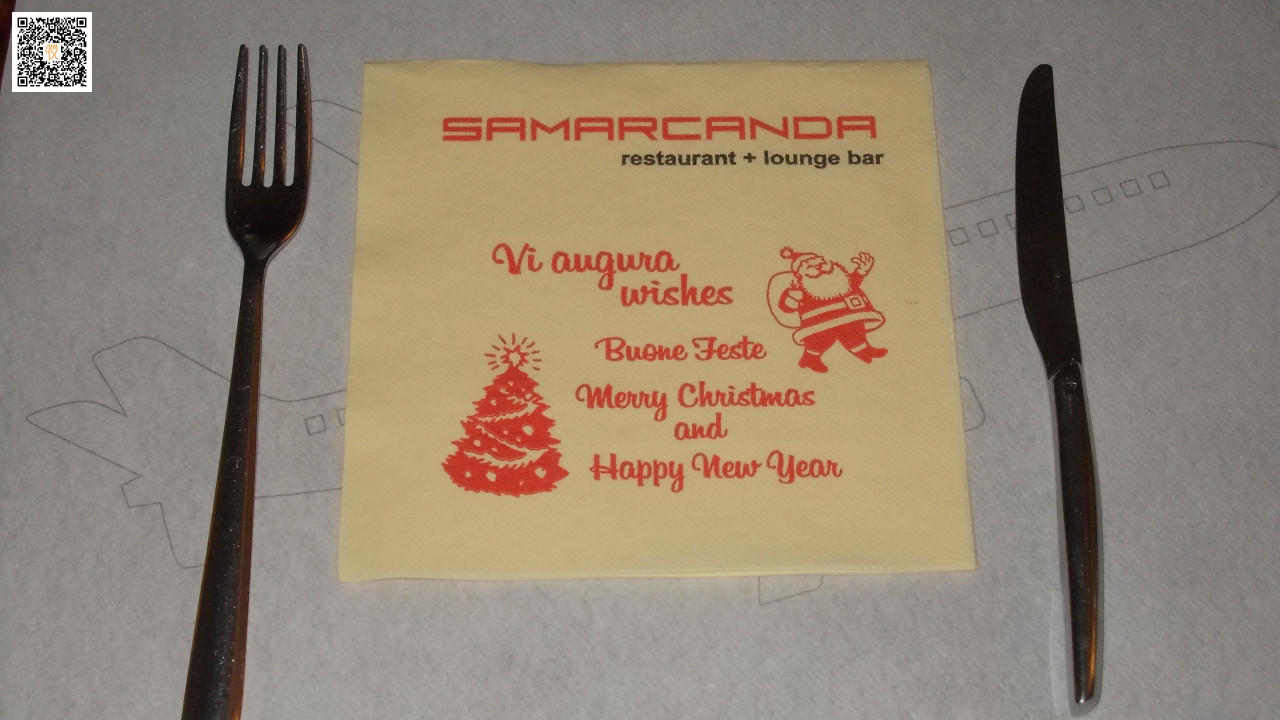 SAMARCANDA
restaurant + lounge bar
Vi augura
wishes
Buone Feste
Merry Christmas
and
Happy New Year